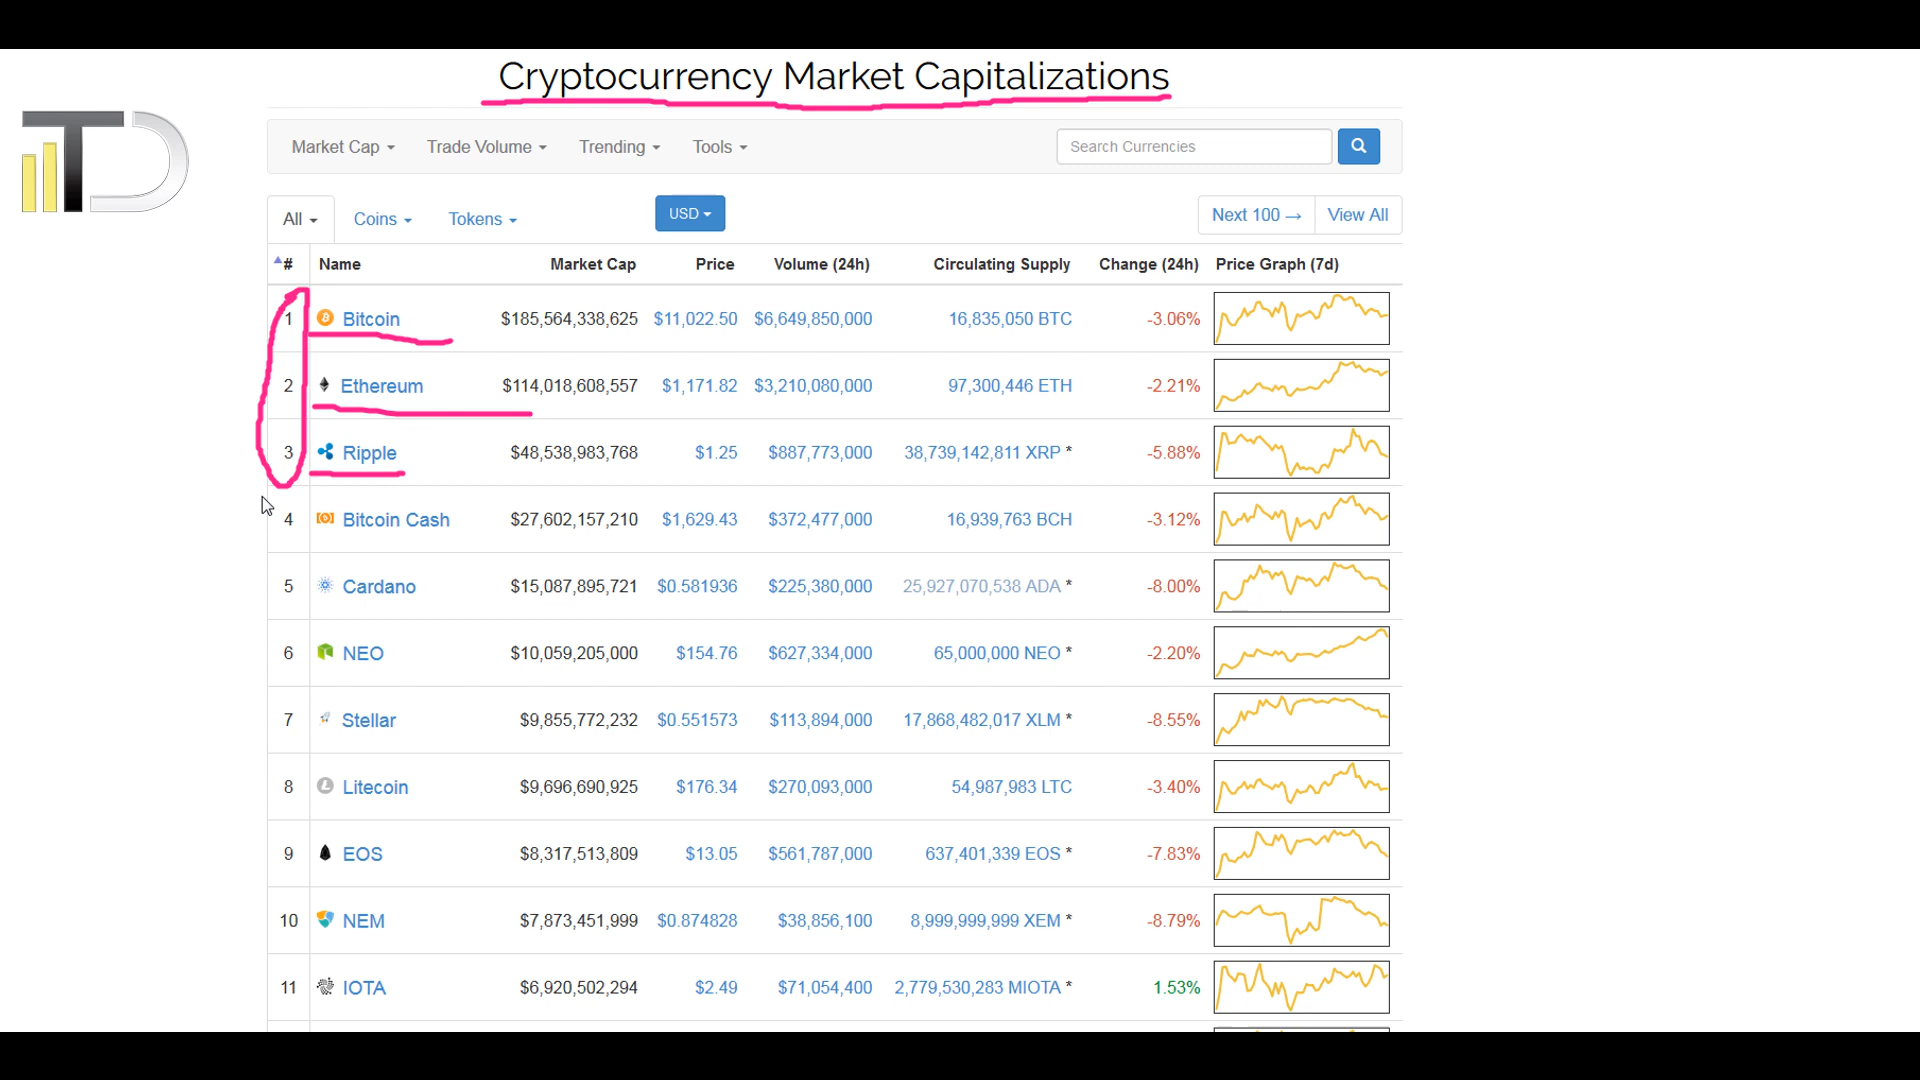 Cryptocurrency Market Capitalizations
TD
Market Cap Trade Volume Trending Tools Search Currencies
All Coins Tokens USD Next 100 → View All
# Name Market Cap Price Volume (24h) Circulating Supply Change (24h) Price Graph (7d)
1 Bitcoin $185,564,338,625 $11,022.50 $6,649,850,000 16,835,050 BTC -3.06%
2 Ethereum $114,018,608,557 $1,171.82 $3,210,080,000 97,300,446 ETH -2.21%
3 Ripple $48,538,983,768 $1.25 $887,773,000 38,739,142,811 XRP * -5.88%
4 Bitcoin Cash $27,602,157,210 $1,629.43 $372,477,000 16,939,763 BCH -3.12%
5 Cardano $15,087,895,721 $0.581936 $225,380,000 25,927,070,538 ADA * -8.00%
6 NEO $10,059,205,000 $154.76 $627,334,000 65,000,000 NEO * -2.20%
7 Stellar $9,855,772,232 $0.551573 $113,894,000 17,868,482,017 XLM * -8.55%
8 Litecoin $9,696,690,925 $176.34 $270,093,000 54,987,983 LTC -3.40%
9 EOS $8,317,513,809 $13.05 $561,787,000 637,401,339 EOS * -7.83%
10 NEM $7,873,451,999 $0.874828 $38,856,100 8,999,999,999 XEM * -8.79%
11 IOTA $6,920,502,294 $2.49 $71,054,400 2,779,530,283 MIOTA * 1.53%